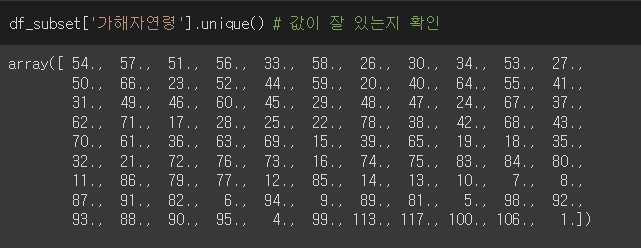 df_subset['가해자연령'].unique() # 값이 잘 있는지 확인
array([ 54., 57., 51., 56., 33., 58., 26., 30., 34., 53., 27.,
50., 66., 23., 52., 44., 59., 20., 40., 64., 55., 41.,
31., 49., 46., 60., 45., 29., 48., 47., 24., 67., 37.,
62., 71., 17., 28., 25., 22., 78., 38., 42., 68., 43.,
70., 61., 36., 63., 69., 15., 39., 65., 19., 18., 35.,
32., 21., 72., 76., 73., 16., 74., 75., 83., 84., 80.,
11., 86., 79., 77., 12., 85., 14., 13., 10., 7., 8.,
87., 91., 82., 6., 94., 9., 89., 81., 5., 98., 92.,
93., 88., 90., 95., 4., 99., 113., 117., 100., 106., 1.])